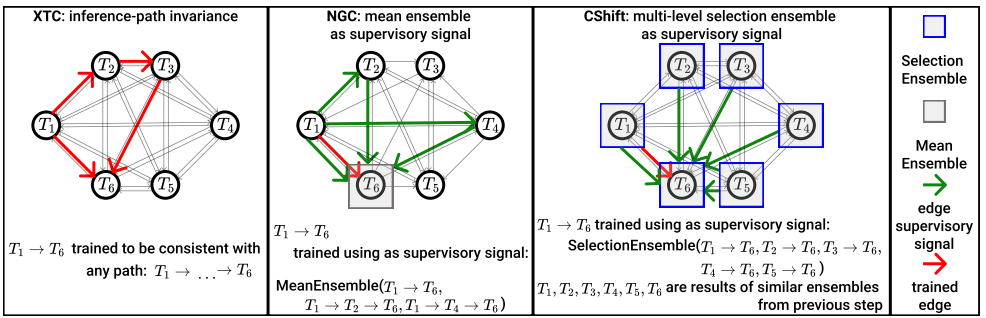 XTC: inference-path invariance
T₂
T₃
T₁
T₄
T₆
T₅
T₁ → T₆ trained to be consistent with
any path: T₁ → ... → T₆
NGC: mean ensemble
as supervisory signal
T₂
T₃
T₁
T₄
T₆
T₅
T₁ → T₆
trained using as supervisory signal:
MeanEnsemble(T₁ → T₆,
T₁ → T₂ → T₆, T₁ → T₄ → T₆)
CShift: multi-level selection ensemble
as supervisory signal
T₂
T₃
T₁
T₄
T₆
T₅
T₁ → T₆ trained using as supervisory signal:
SelectionEnsemble(T₁ → T₆, T₂ → T₆, T₃ → T₆,
T₄ → T₆, T₅ → T₆)
T₁, T₂, T₃, T₄, T₅, T₆ are results of similar ensembles
from previous step
Selection
Ensemble
Mean
Ensemble
edge
supervisory
signal
trained
edge